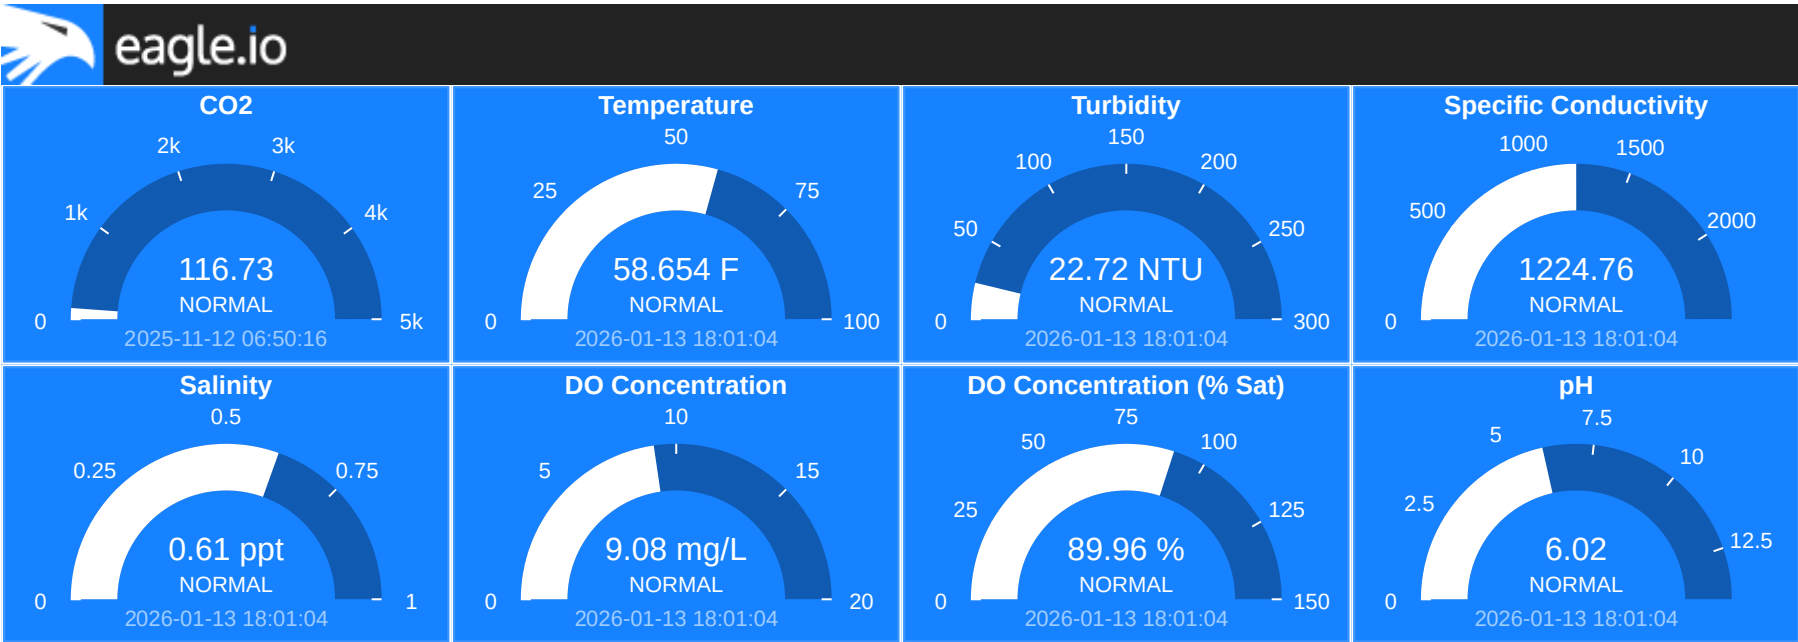 eagle.io
CO2
0
1k
2k
3k
4k
5k
116.73
NORMAL
2025-11-12 06:50:16
Temperature
0
25
50
75
100
58.654 F
NORMAL
2026-01-13 18:01:04
Turbidity
0
50
100
150
200
250
300
22.72 NTU
NORMAL
2026-01-13 18:01:04
Specific Conductivity
0
500
1000
1500
2000
1224.76
NORMAL
2026-01-13 18:01:04
Salinity
0
0.25
0.5
0.75
1
0.61 ppt
NORMAL
2026-01-13 18:01:04
DO Concentration
0
5
10
15
20
9.08 mg/L
NORMAL
2026-01-13 18:01:04
DO Concentration (% Sat)
0
25
50
75
100
125
150
89.96 %
NORMAL
2026-01-13 18:01:04
pH
0
2.5
5
7.5
10
12.5
6.02
NORMAL
2026-01-13 18:01:04